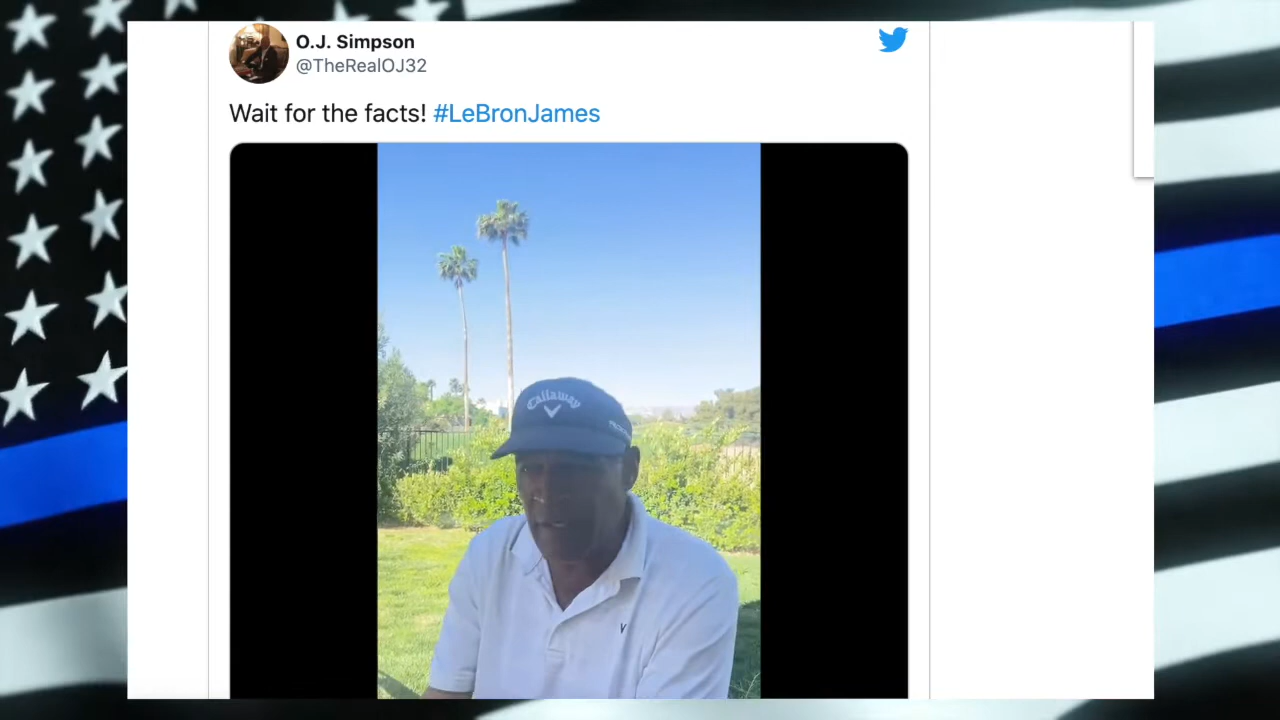 O.J. Simpson
@TheRealOJ32
Wait for the facts! #LeBronJames
Callaway
V